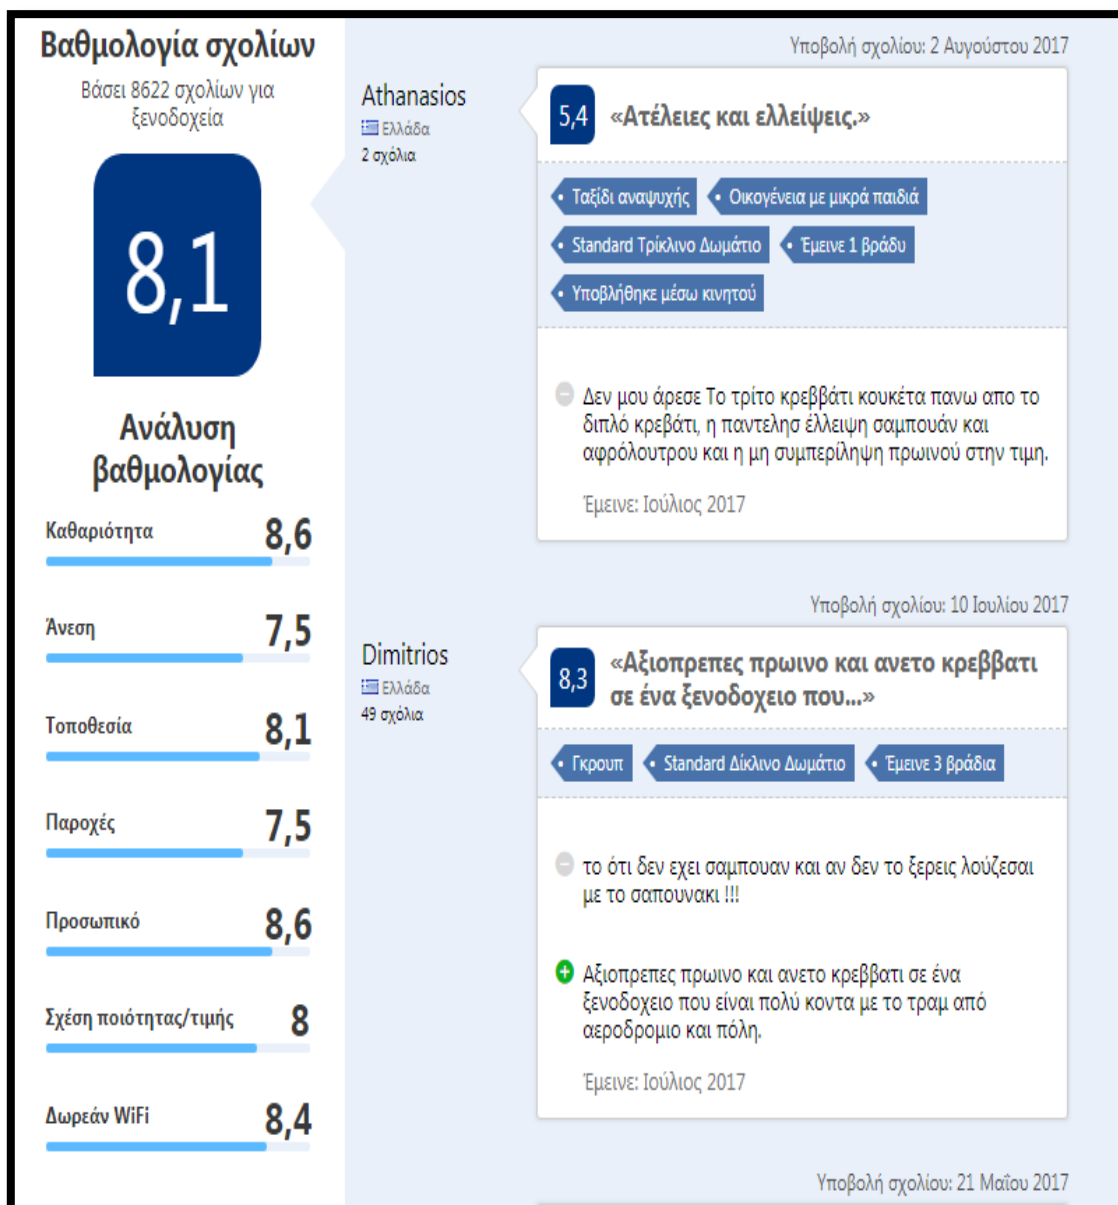 Βαθμολογία σχολίων
Βάσει 8622 σχολίων για
ξενοδοχεία
8,1
Ανάλυση
βαθμολογίας
Καθαριότητα 8,6
Άνεση 7,5
Τοποθεσία 8,1
Παροχές 7,5
Προσωπικό 8,6
Σχέση ποιότητας/τιμής 8
Δωρεάν WiFi 8,4
Υποβολή σχολίου: 2 Αυγούστου 2017
Athanasios
Ελλάδα
2 σχόλια
5,4 «Ατέλειες και ελλείψεις.»
• Ταξίδι αναψυχής • Οικογένεια με μικρά παιδιά
• Standard Τρίκλινο Δωμάτιο • Έμεινε 1 βράδυ
• Υποβλήθηκε μέσω κινητού
Δεν μου άρεσε Το τρίτο κρεββάτι κουκέτα πανω απο το
διπλό κρεβάτι, η παντελησ έλλειψη σαμπουάν και
αφρόλουτρου και η μη συμπερίληψη πρωινού στην τιμη.
Έμεινε: Ιούλιος 2017
Υποβολή σχολίου: 10 Ιουλίου 2017
Dimitrios
Ελλάδα
49 σχόλια
8,3 «Αξιοπρεπες πρωινο και ανετο κρεββατι
σε ένα ξενοδοχειο που...»
• Γκρουπ • Standard Δίκλινο Δωμάτιο • Έμεινε 3 βράδια
το ότι δεν εχει σαμπουαν και αν δεν το ξερεις λούζεσαι
με το σαπουνακι !!!
Αξιοπρεπες πρωινο και ανετο κρεββατι σε ένα
ξενοδοχειο που είναι πολύ κοντα με το τραμ από
αεροδρομιο και πόλη.
Έμεινε: Ιούλιος 2017
Υποβολή σχολίου: 21 Μαΐου 2017